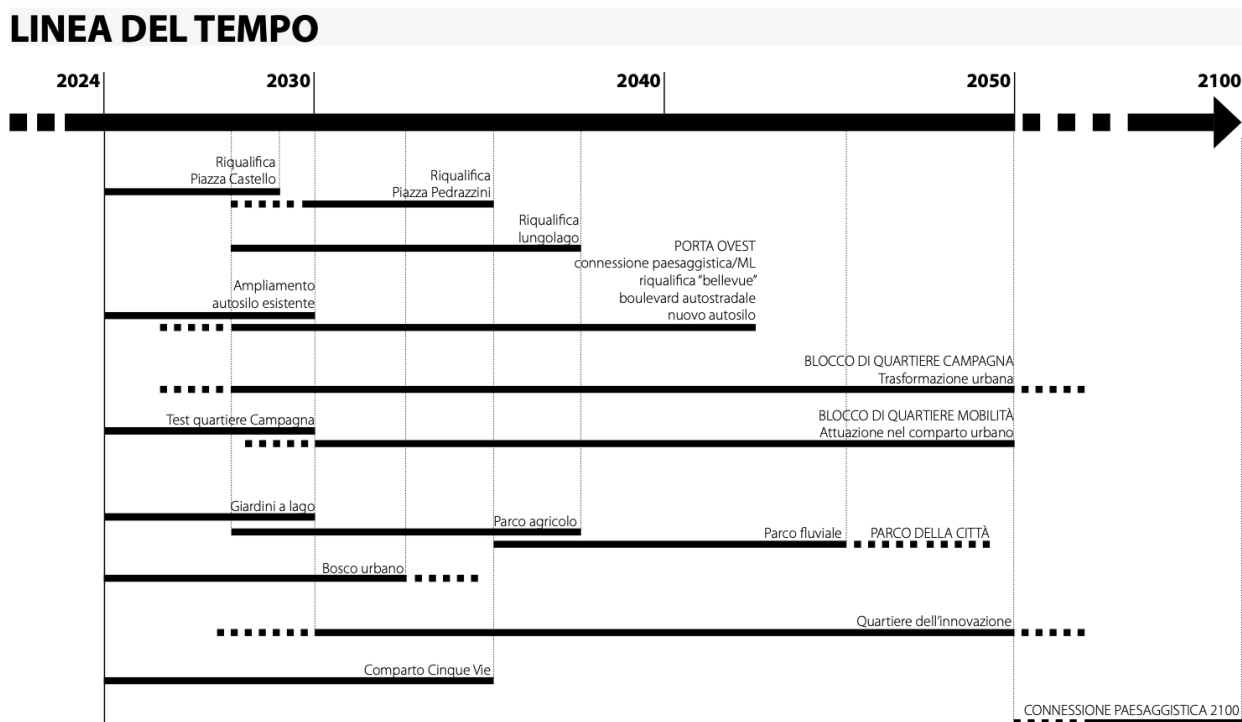 LINEA DEL TEMPO
2024
2030
2040
2050
2100
Riqualifica
Piazza Castello
Riqualifica
Piazza Pedrazzini
Riqualifica
lungolago
PORTA OVEST
connessione paesaggistica/ML
riqualifica “bellevue”
boulevard autostradale
nuovo autosilo
Ampliamento
autosilo esistente
BLOCCO DI QUARTIERE CAMPAGNA
Trasformazione urbana
Test quartiere Campagna
BLOCCO DI QUARTIERE MOBILITÀ
Attuazione nel comparto urbano
Giardini a lago
Parco agricolo
Parco fluviale
PARCO DELLA CITTÀ
Bosco urbano
Quartiere dell’innovazione
Comparto Cinque Vie
CONNESSIONE PAESAGGISTICA 2100